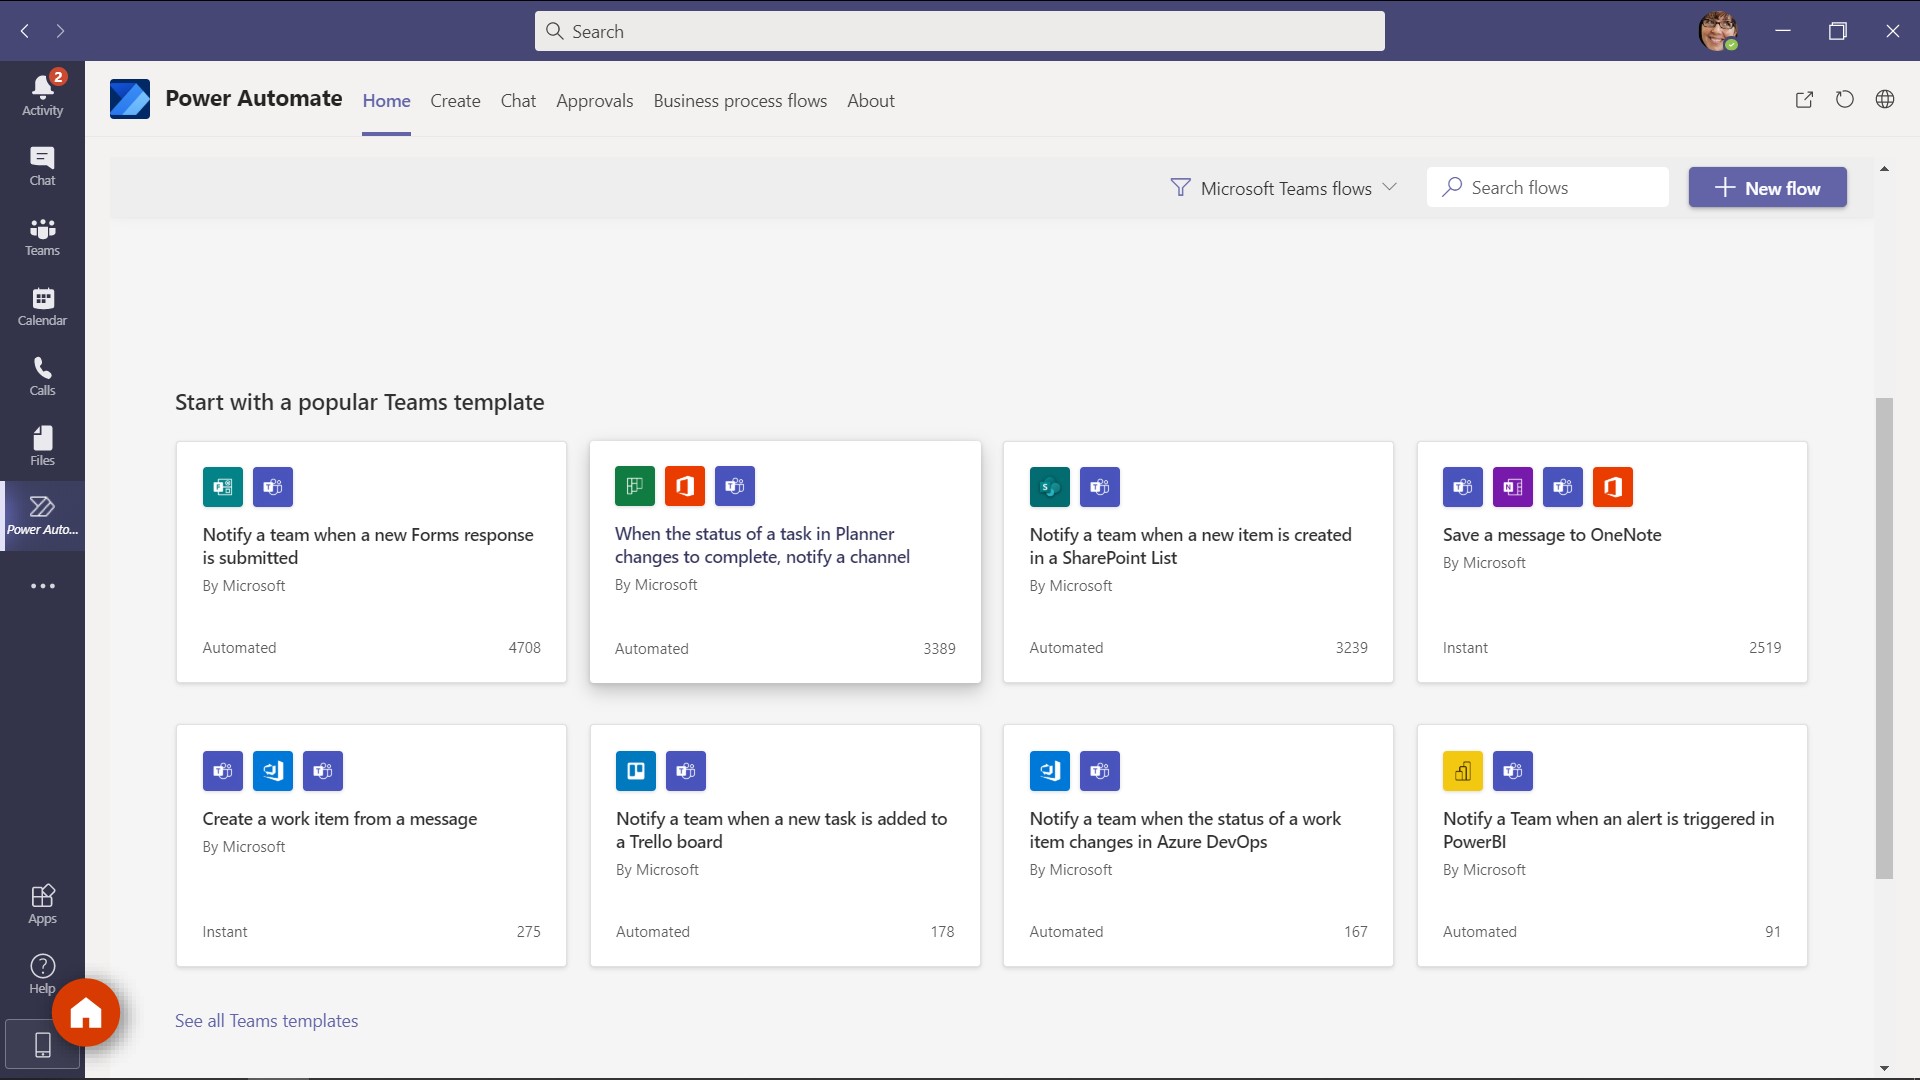 Search
2
Activity
Chat
Teams
Calendar
Calls
Files
Power Auto...
Apps
Help
Power Automate
Home
Create
Chat
Approvals
Business process flows
About
Microsoft Teams flows
Search flows
New flow
Start with a popular Teams template
Notify a team when a new Forms response
is submitted
By Microsoft
Automated
4708
When the status of a task in Planner
changes to complete, notify a channel
By Microsoft
Automated
3389
Notify a team when a new item is created
in a SharePoint List
By Microsoft
Automated
3239
Save a message to OneNote
By Microsoft
Instant
2519
Create a work item from a message
By Microsoft
Instant
275
Notify a team when a new task is added to
a Trello board
By Microsoft
Automated
178
Notify a team when the status of a work
item changes in Azure DevOps
By Microsoft
Automated
167
Notify a Team when an alert is triggered in
PowerBI
By Microsoft
Automated
91
See all Teams templates